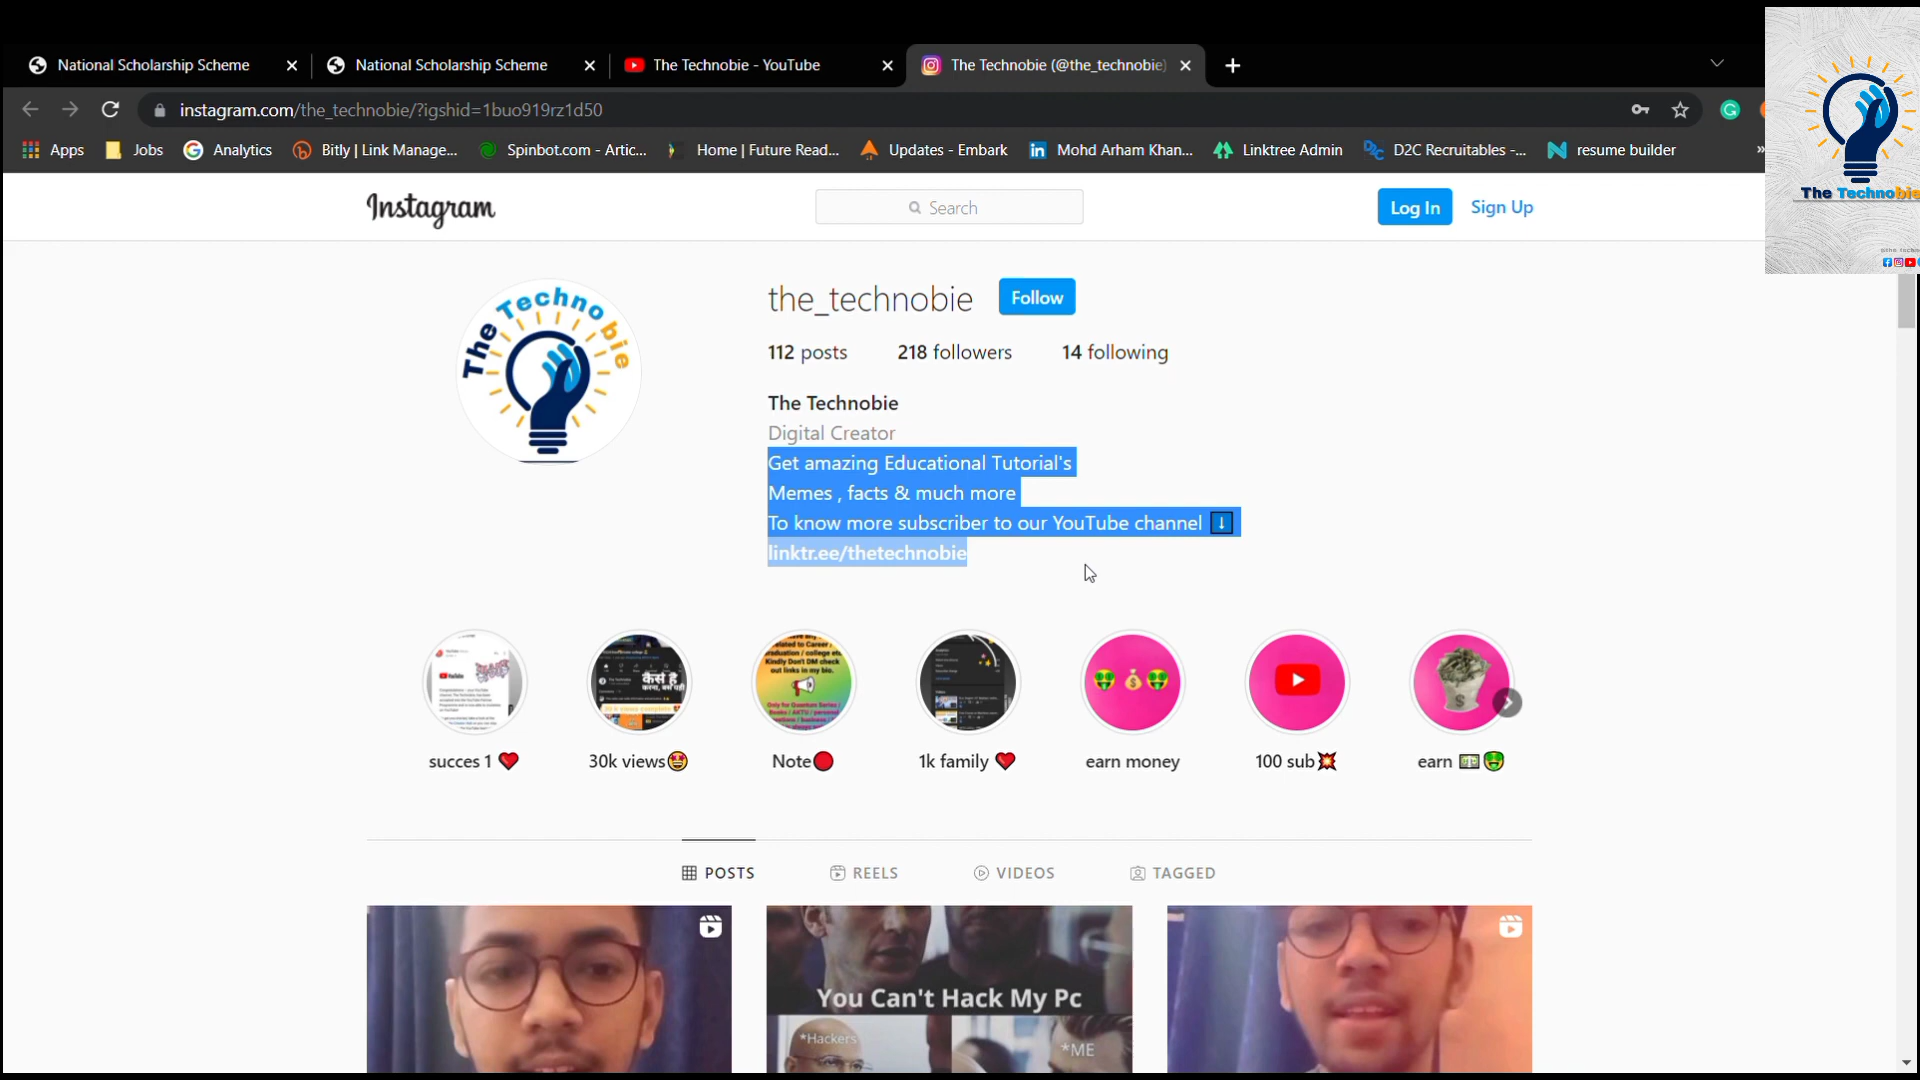 National Scholarship Scheme
National Scholarship Scheme
The Technobie - YouTube
The Technobie (@the_technobie)
instagram.com/the_technobie/?igshid=1buo919rz1d50
Apps
Jobs
Analytics
Bitly | Link Manage...
Spinbot.com - Artic...
Home | Future Read...
Updates - Embark
Mohd Arham Khan...
Linktree Admin
D2C Recruitables -...
resume builder
»
The Technobie
Instagram
Search
Log In
Sign Up
The Technobie
the_technobie
Follow
112 posts
218 followers
14 following
The Technobie
Digital Creator
Get amazing Educational Tutorial's
Memes , facts & much more
To know more subscriber to our YouTube channel ⬇
linktr.ee/thetechnobie
कैसे है
succes 1 ❤
30k views🤩
Note🔴
1k family ❤
earn money
100 sub💥
earn 💵🤑
POSTS
REELS
VIDEOS
TAGGED
You Can't Hack My Pc
*Hackers
*ME